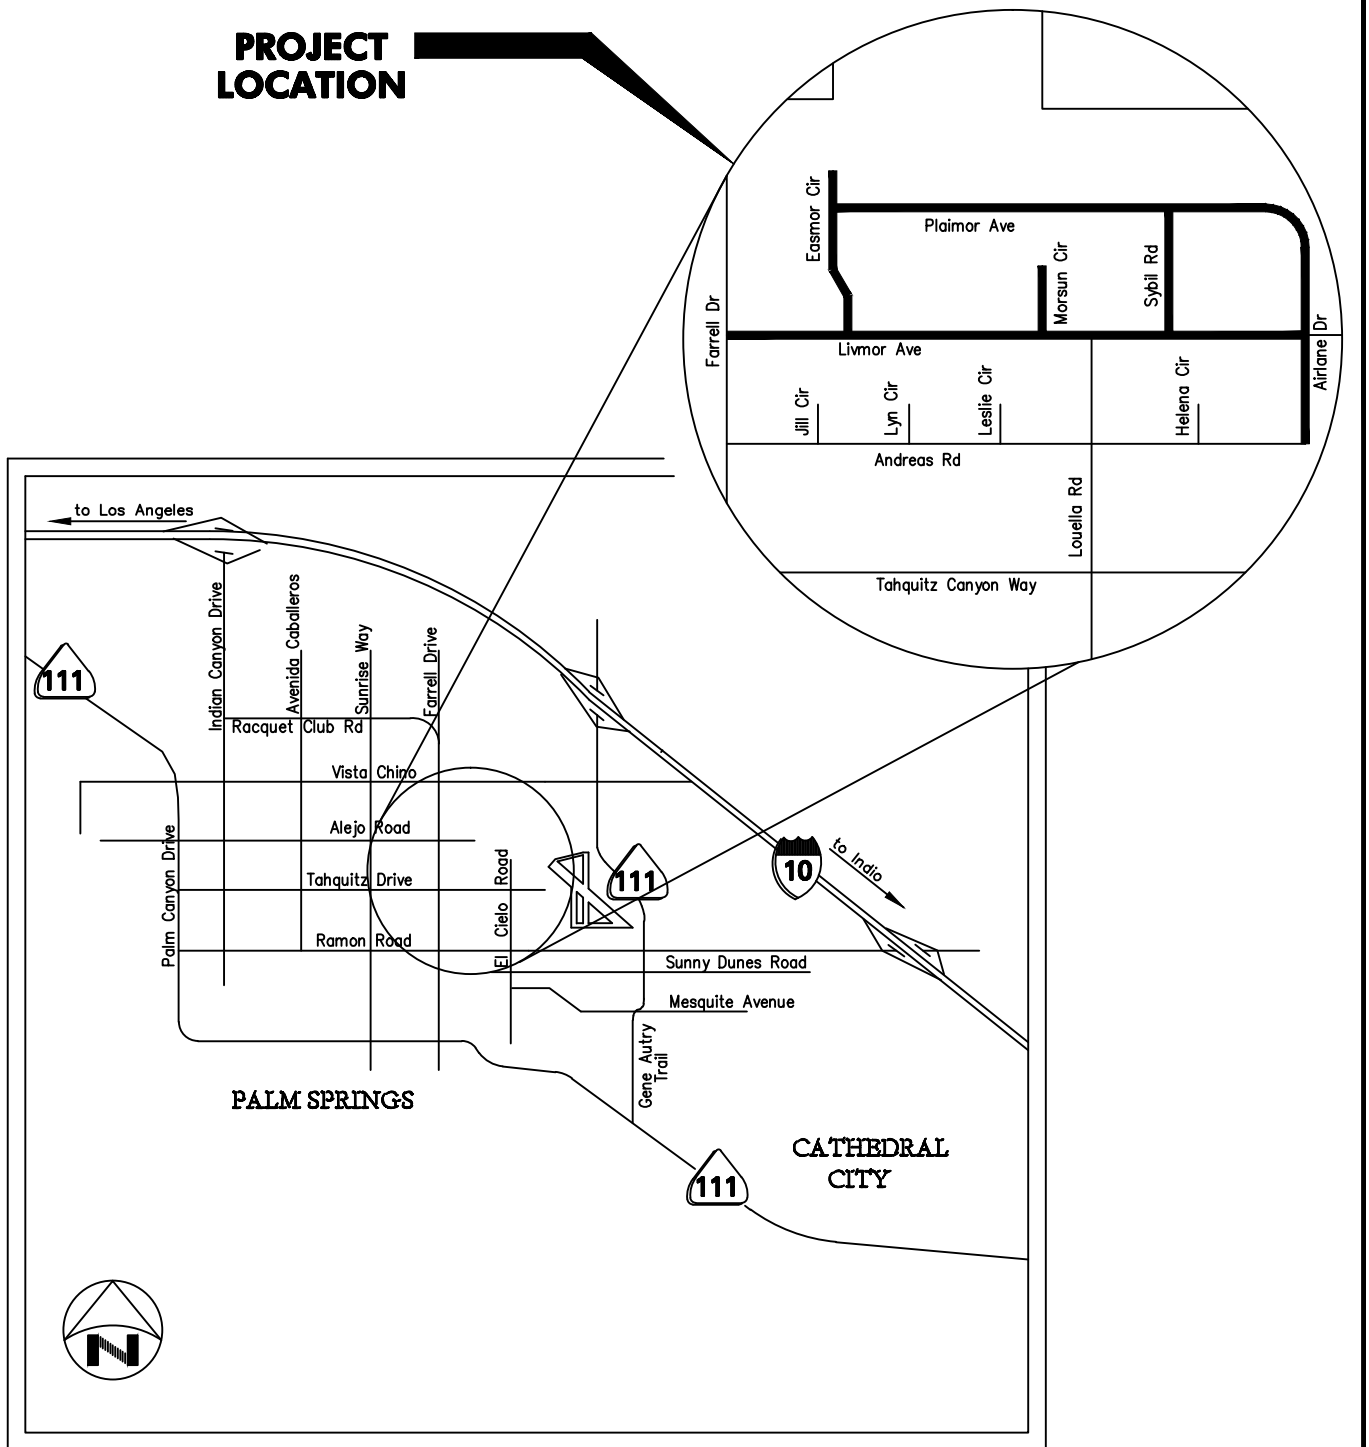 PROJECT
LOCATION
Easmor Cir
Plaimor Ave
Morsun Cir
Sybil Rd
Farrell Dr
Airlane Dr
Livmor Ave
Jill Cir
Lyn Cir
Leslie Cir
Helena Cir
Andreas Rd
Louella Rd
Tahquitz Canyon Way
to Los Angeles
Indian Canyon Drive
Avenida Caballeros
Sunrise Way
Farrell Drive
111
Racquet Club Rd
Vista Chino
Alejo Road
Palm Canyon Drive
Tahquitz Drive
El Cielo Road
111
10
to Indio
Ramon Road
Sunny Dunes Road
Mesquite Avenue
Gene Autry
Trail
PALM SPRINGS
CATHEDRAL
CITY
111
N